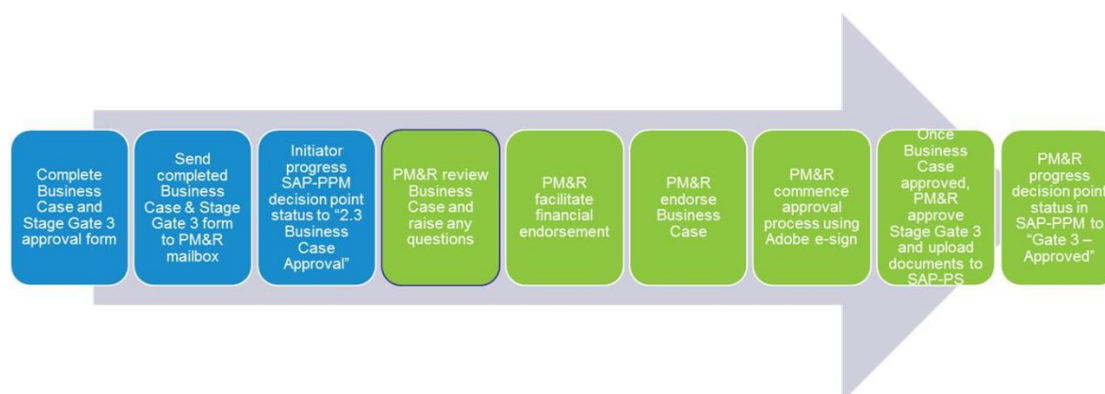 Complete
Business
Case and
Stage Gate 3
approval form
Send
completed
Business
Case & Stage
Gate 3 form
to PM&R
mailbox
Initiator
progress
SAP-PPM
decision point
status to “2.3
Business
Case
Approval”
PM&R review
Business
Case and
raise any
questions
PM&R
facilitate
financial
endorsement
PM&R
endorse
Business
Case
PM&R
commence
approval
process using
Adobe e-sign
Once
Business
Case
approved,
PM&R
approve
Stage Gate 3
and upload
documents to
SAP-PS
PM&R
progress
decision point
status in
SAP-PPM to
“Gate 3 –
Approved”